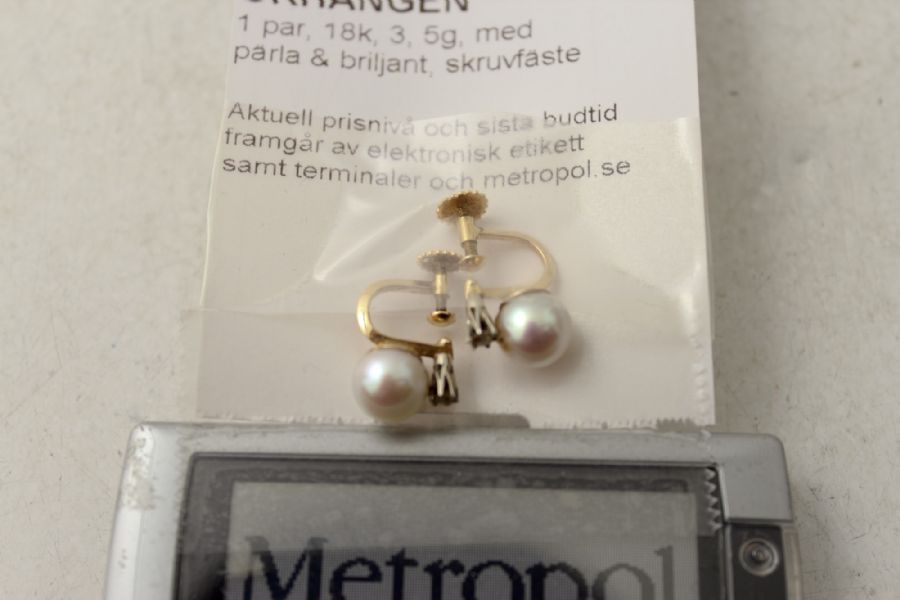 ÖRHÄNGEN
1 par, 18k, 3, 5g, med
pärla & briljant, skruvfäste
Aktuell prisnivå och sista budtid
framgår av elektronisk etikett
samt terminaler och metropol.se
Metropol